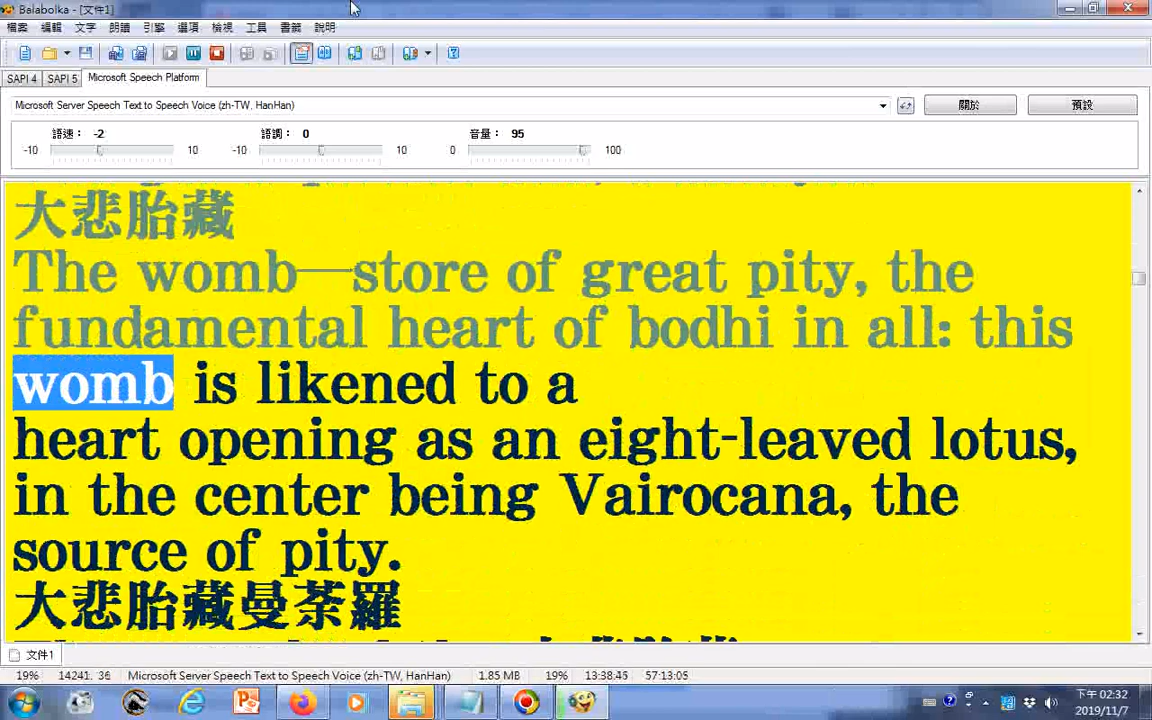 Balabolka - [文件1]
檔案 編輯 文字 朗讀 引擎 選項 檢視 工具 書籤 說明
SAPI 4 SAPI 5 Microsoft Speech Platform
Microsoft Server Speech Text to Speech Voice (zh-TW, HanHan) 關於 預設
語速： -2 語調： 0 音量： 95
-10 10 -10 10 0 100
大悲胎藏
The womb—store of great pity, the
fundamental heart of bodhi in all: this
womb is likened to a
heart opening as an eight-leaved lotus,
in the center being Vairocana, the
source of pity.
大悲胎藏曼荼羅
文件1
19% 14241: 36 Microsoft Server Speech Text to Speech Voice (zh-TW, HanHan) 1.85 MB 19% 13:38:45 57:13:05
下午 02:32
2019/11/7